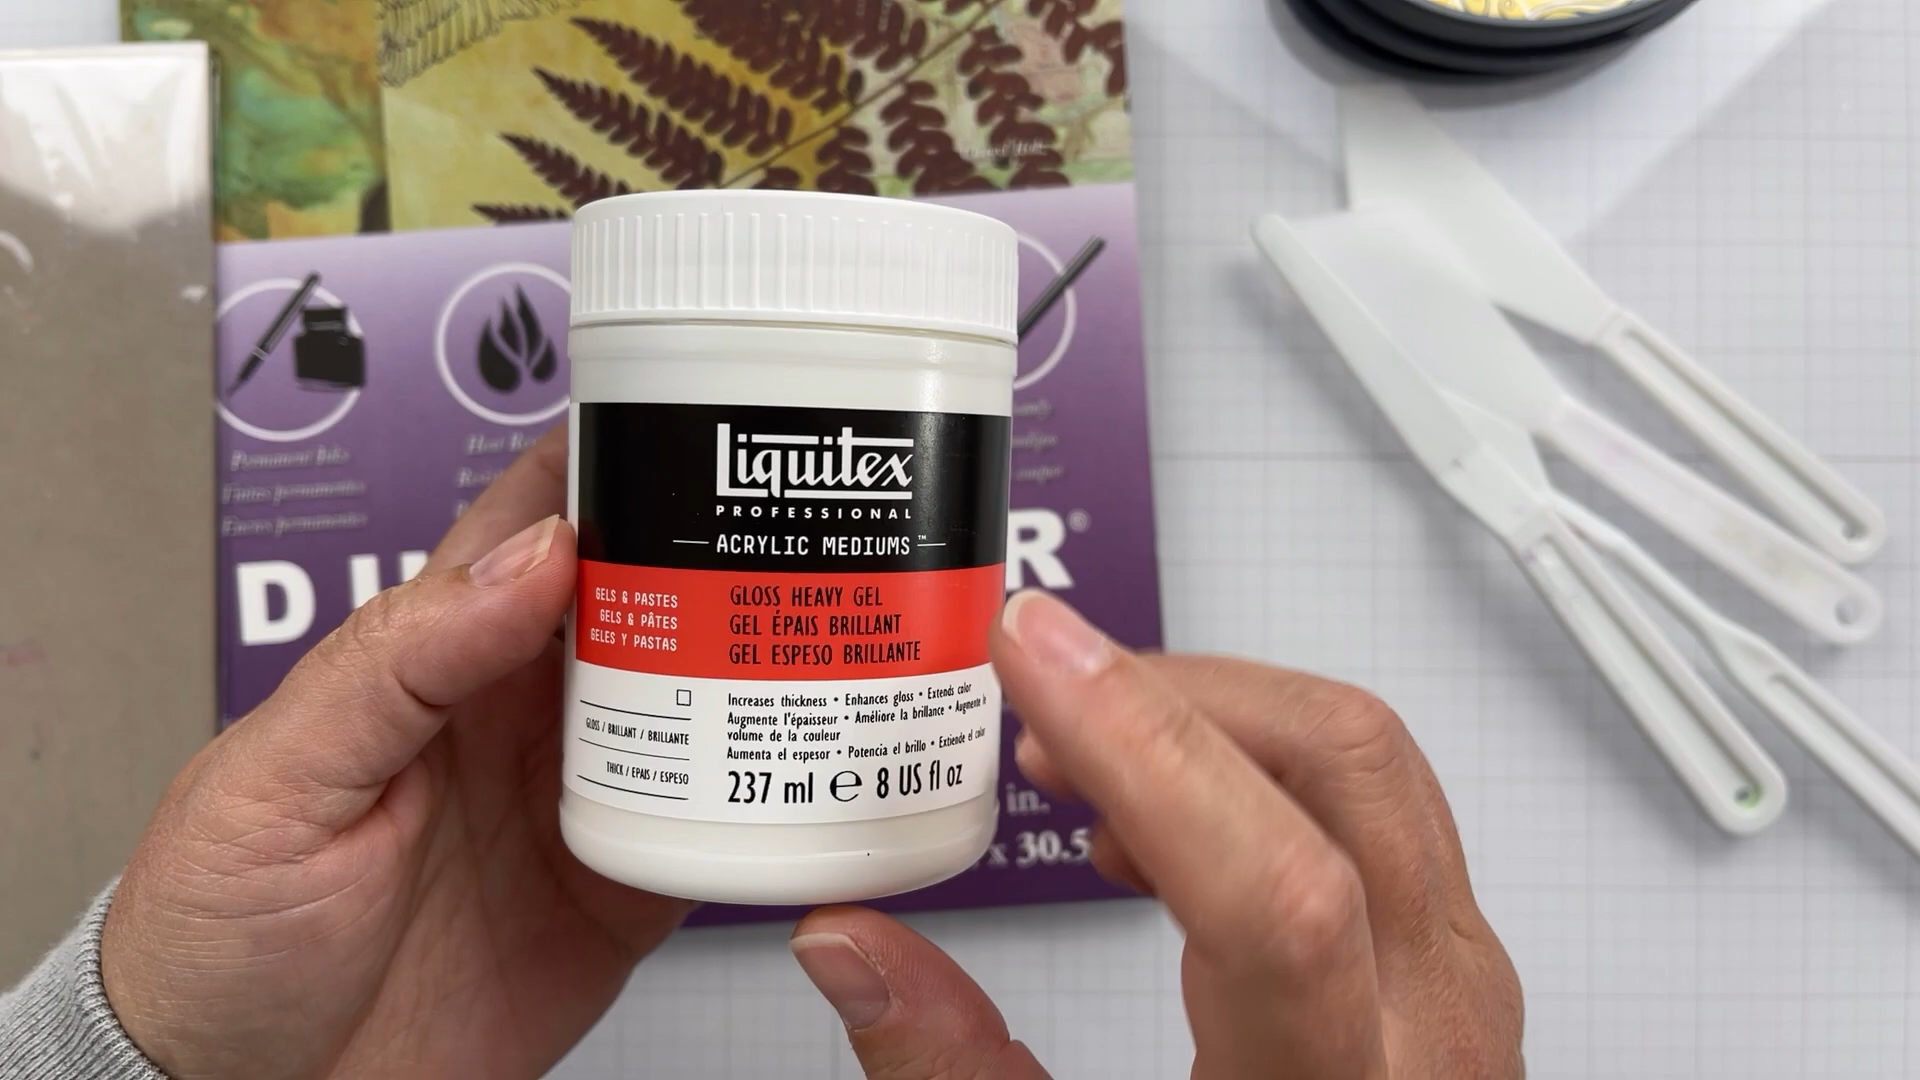 Liquitex
PROFESSIONAL
ACRYLIC MEDIUMS™
GELS & PASTES
GELS & PÂTES
GELES Y PASTAS
GLOSS HEAVY GEL
GEL ÉPAIS BRILLANT
GEL ESPESO BRILLANTE
GLOSS / BRILLANT / BRILLANTE
THICK / EPAIS / ESPESO
Increases thickness • Enhances gloss • Extends color
Augmente l'épaisseur • Améliore la brillance • Augmente le
volume de la couleur
Aumenta el espesor • Potencia el brillo • Extiende el color
237 ml e 8 US fl oz
Permanent Inks
Tintas permanentes
Encres permanentes
Heat
D
R®
in.
x 30.5